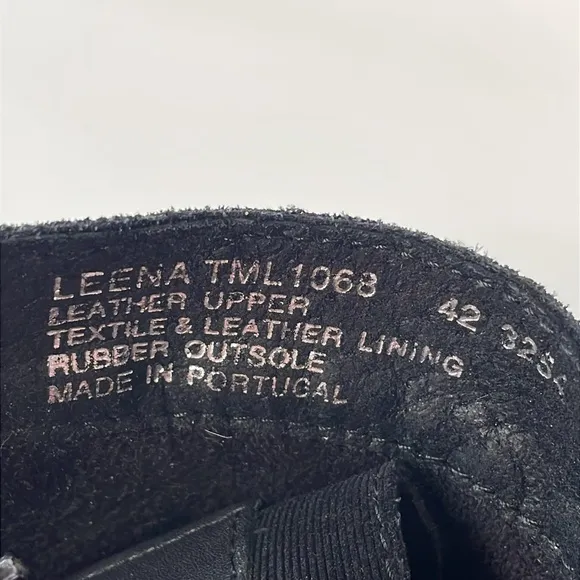 LEENA TML1068 42
LEATHER UPPER
TEXTILE & LEATHER LINING
RUBBER OUTSOLE
MADE IN PORTUGAL